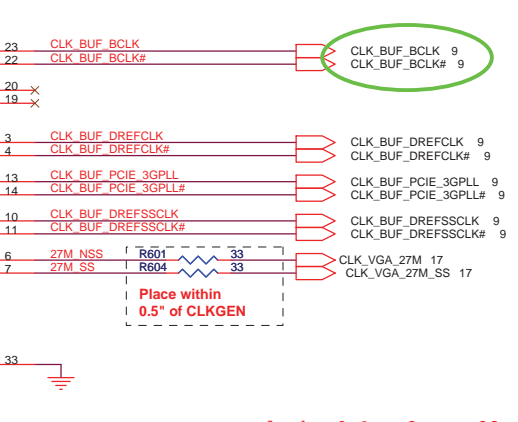 23 CLK_BUF_BCLK CLK_BUF_BCLK 9
22 CLK_BUF_BCLK# CLK_BUF_BCLK# 9
20
19
3 CLK_BUF_DREFCLK CLK_BUF_DREFCLK 9
4 CLK_BUF_DREFCLK# CLK_BUF_DREFCLK# 9
13 CLK_BUF_PCIE_3GPLL CLK_BUF_PCIE_3GPLL 9
14 CLK_BUF_PCIE_3GPLL# CLK_BUF_PCIE_3GPLL# 9
10 CLK_BUF_DREFSSCLK CLK_BUF_DREFSSCLK 9
11 CLK_BUF_DREFSSCLK# CLK_BUF_DREFSSCLK# 9
6 27M_NSS R601 33 CLK_VGA_27M 17
7 27M_SS R604 33 CLK_VGA_27M_SS 17
Place within
0.5" of CLKGEN
33